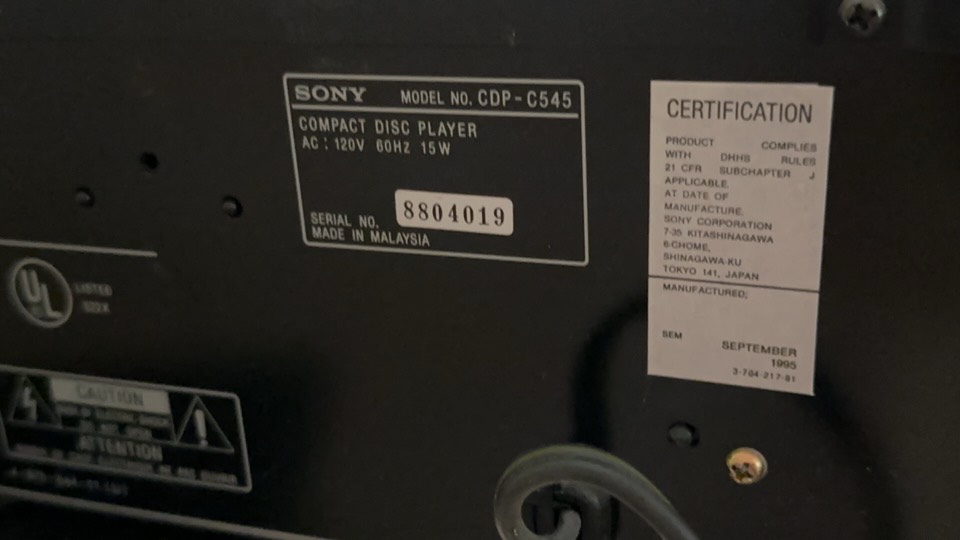 SONY MODEL NO. CDP-C545
COMPACT DISC PLAYER
AC : 120V 60Hz 15W
SERIAL NO. 8804019
MADE IN MALAYSIA
CERTIFICATION
PRODUCT COMPLIES
WITH DHHS RULES
21 CFR SUBCHAPTER J
APPLICABLE
AT DATE OF
MANUFACTURE.
SONY CORPORATION
7-35 KITASHINAGAWA
6-CHOME,
SHINAGAWA-KU
TOKYO 141, JAPAN
MANUFACTURED;
SEM SEPTEMBER
1995
3-704-217-81
UL LISTED
CAUTION
ATTENTION